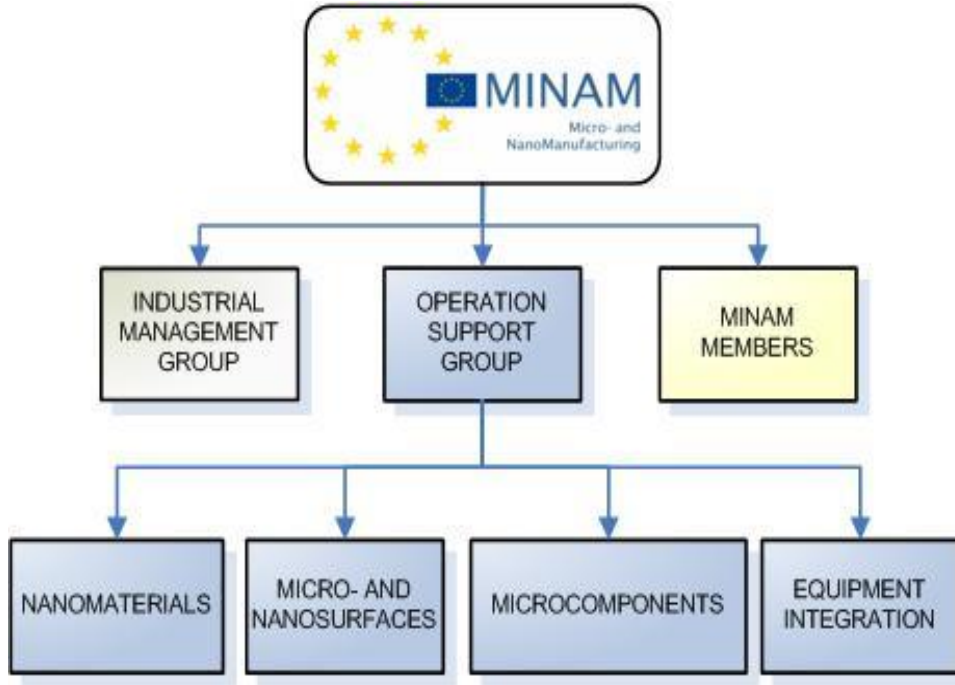 MINAM
Micro- and
NanoManufacturing
INDUSTRIAL
MANAGEMENT
GROUP
OPERATION
SUPPORT
GROUP
MINAM
MEMBERS
NANOMATERIALS
MICRO- AND
NANOSURFACES
MICROCOMPONENTS
EQUIPMENT
INTEGRATION